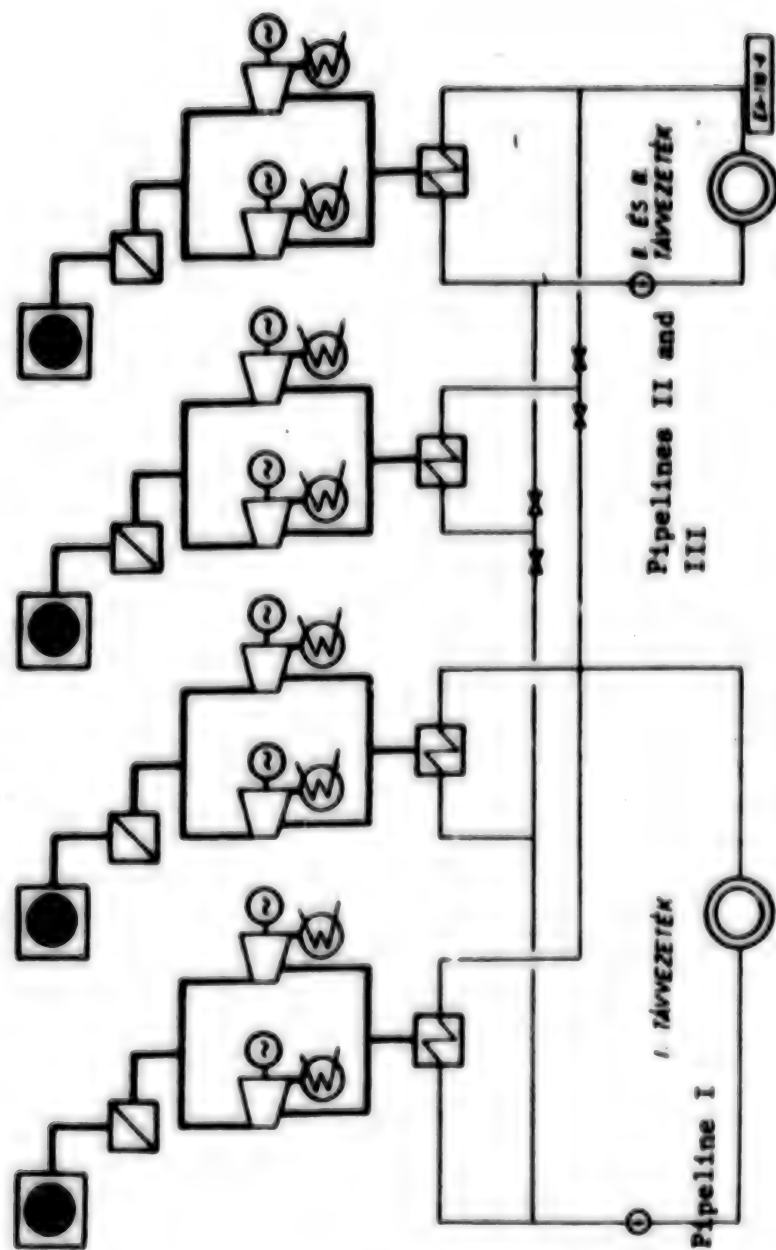 I. TÁVVEZETÉK
Pipeline I
II. ÉS III.
TÁVVEZETÉK
Pipelines II and
III